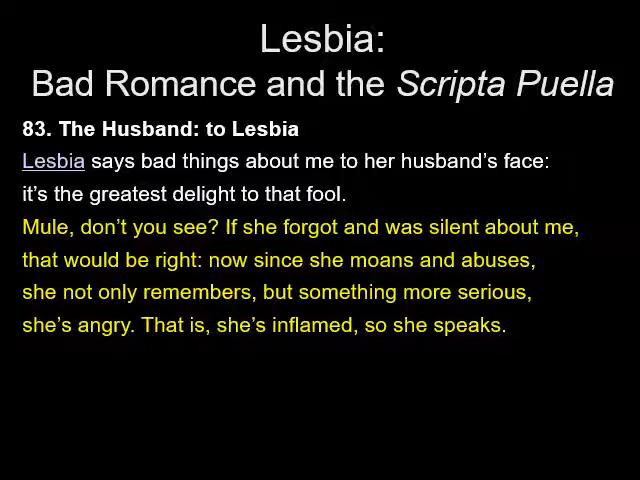 Lesbia:
Bad Romance and the Scripta Puella
83. The Husband: to Lesbia
Lesbia says bad things about me to her husband’s face:
it’s the greatest delight to that fool.
Mule, don’t you see? If she forgot and was silent about me,
that would be right: now since she moans and abuses,
she not only remembers, but something more serious,
she’s angry. That is, she’s inflamed, so she speaks.